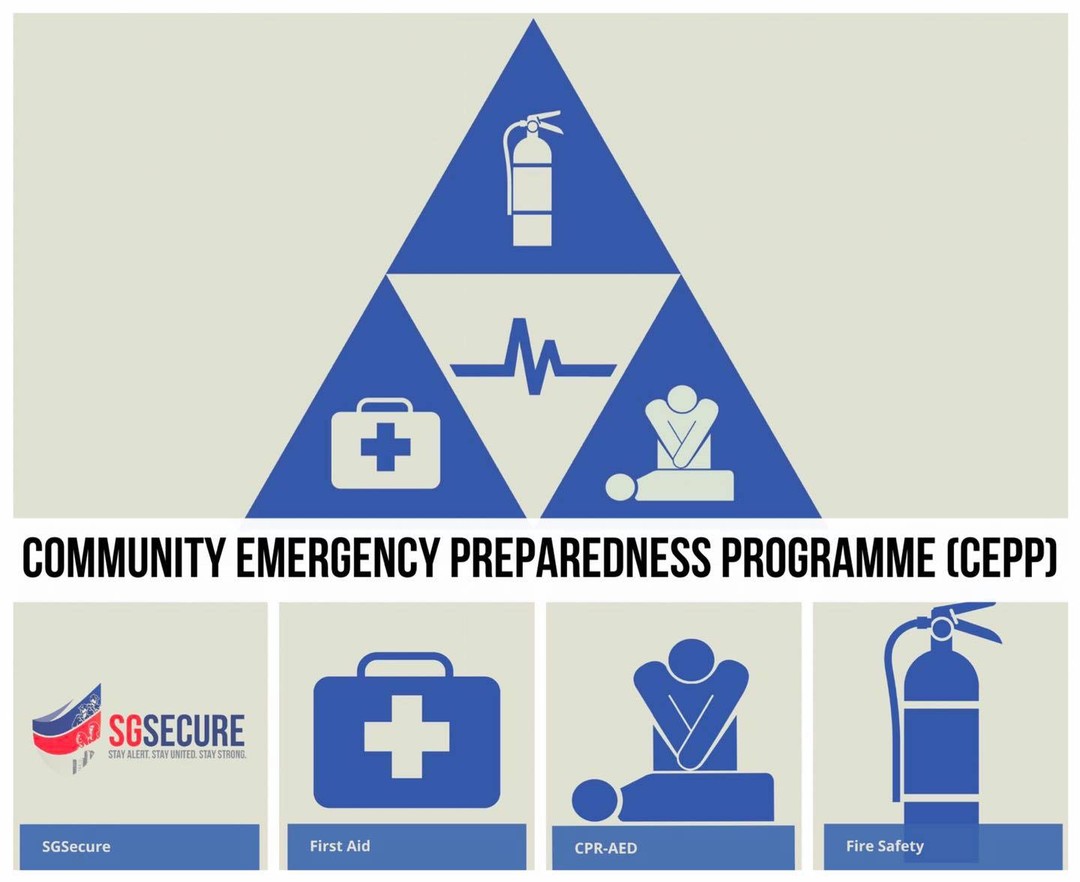 COMMUNITY EMERGENCY PREPAREDNESS PROGRAMME (CEPP)
SGSECURE
STAY ALERT. STAY UNITED. STAY STRONG.
SGSecure
First Aid
CPR-AED
Fire Safety